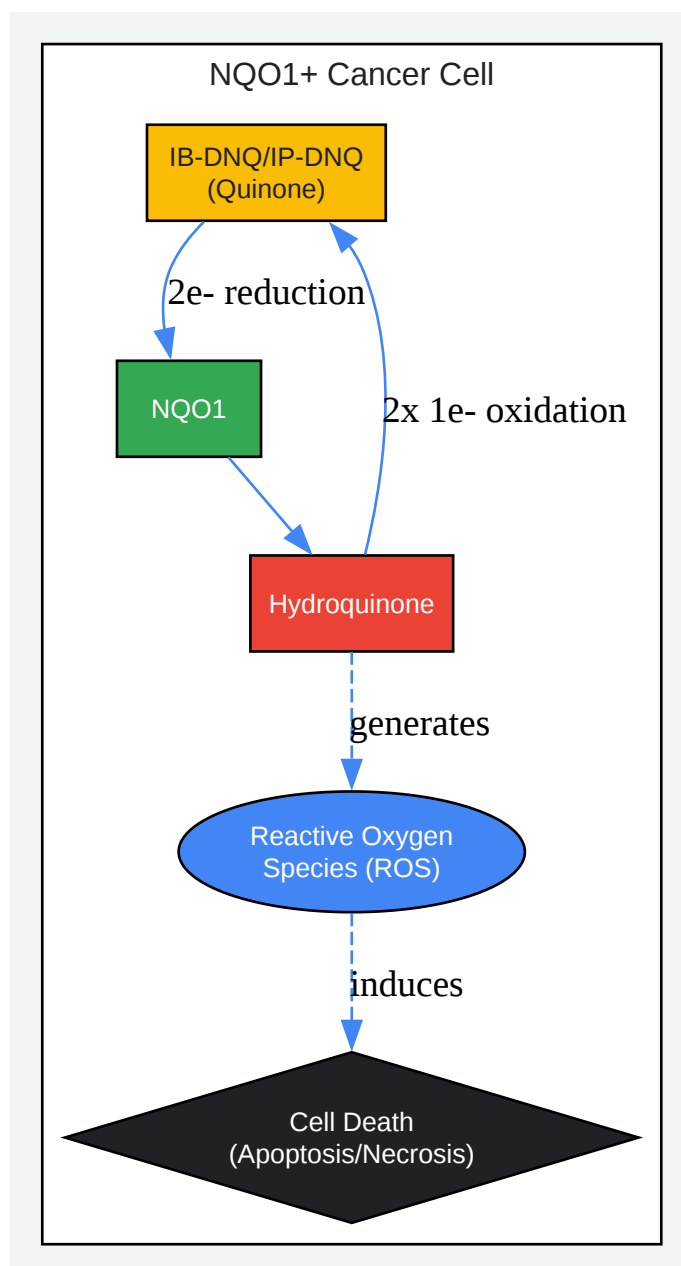 NQO1+ Cancer Cell
IB-DNQ/IP-DNQ
(Quinone)
2e- reduction
NQO1
2x 1e- oxidation
Hydroquinone
generates
Reactive Oxygen
Species (ROS)
induces
Cell Death
(Apoptosis/Necrosis)